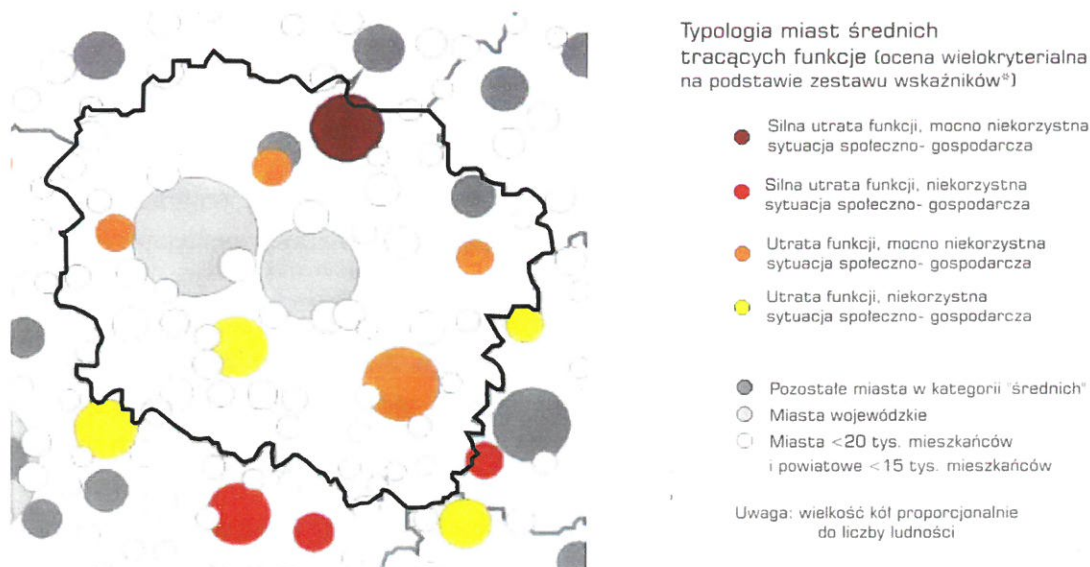 Typologia miast średnich
tracących funkcje (ocena wielokryterialna
na podstawie zestawu wskaźników*)
Silna utrata funkcji, mocno niekorzystna
sytuacja społeczno- gospodarcza
Silna utrata funkcji, niekorzystna
sytuacja społeczno- gospodarcza
Utrata funkcji, mocno niekorzystna
sytuacja społeczno- gospodarcza
Utrata funkcji, niekorzystna
sytuacja społeczno- gospodarcza
Pozostałe miasta w kategorii "średnich"
Miasta wojewódzkie
Miasta <20 tys. mieszkańców
i powiatowe <15 tys. mieszkańców
Uwaga: wielkość kół proporcjonalnie
do liczby ludności